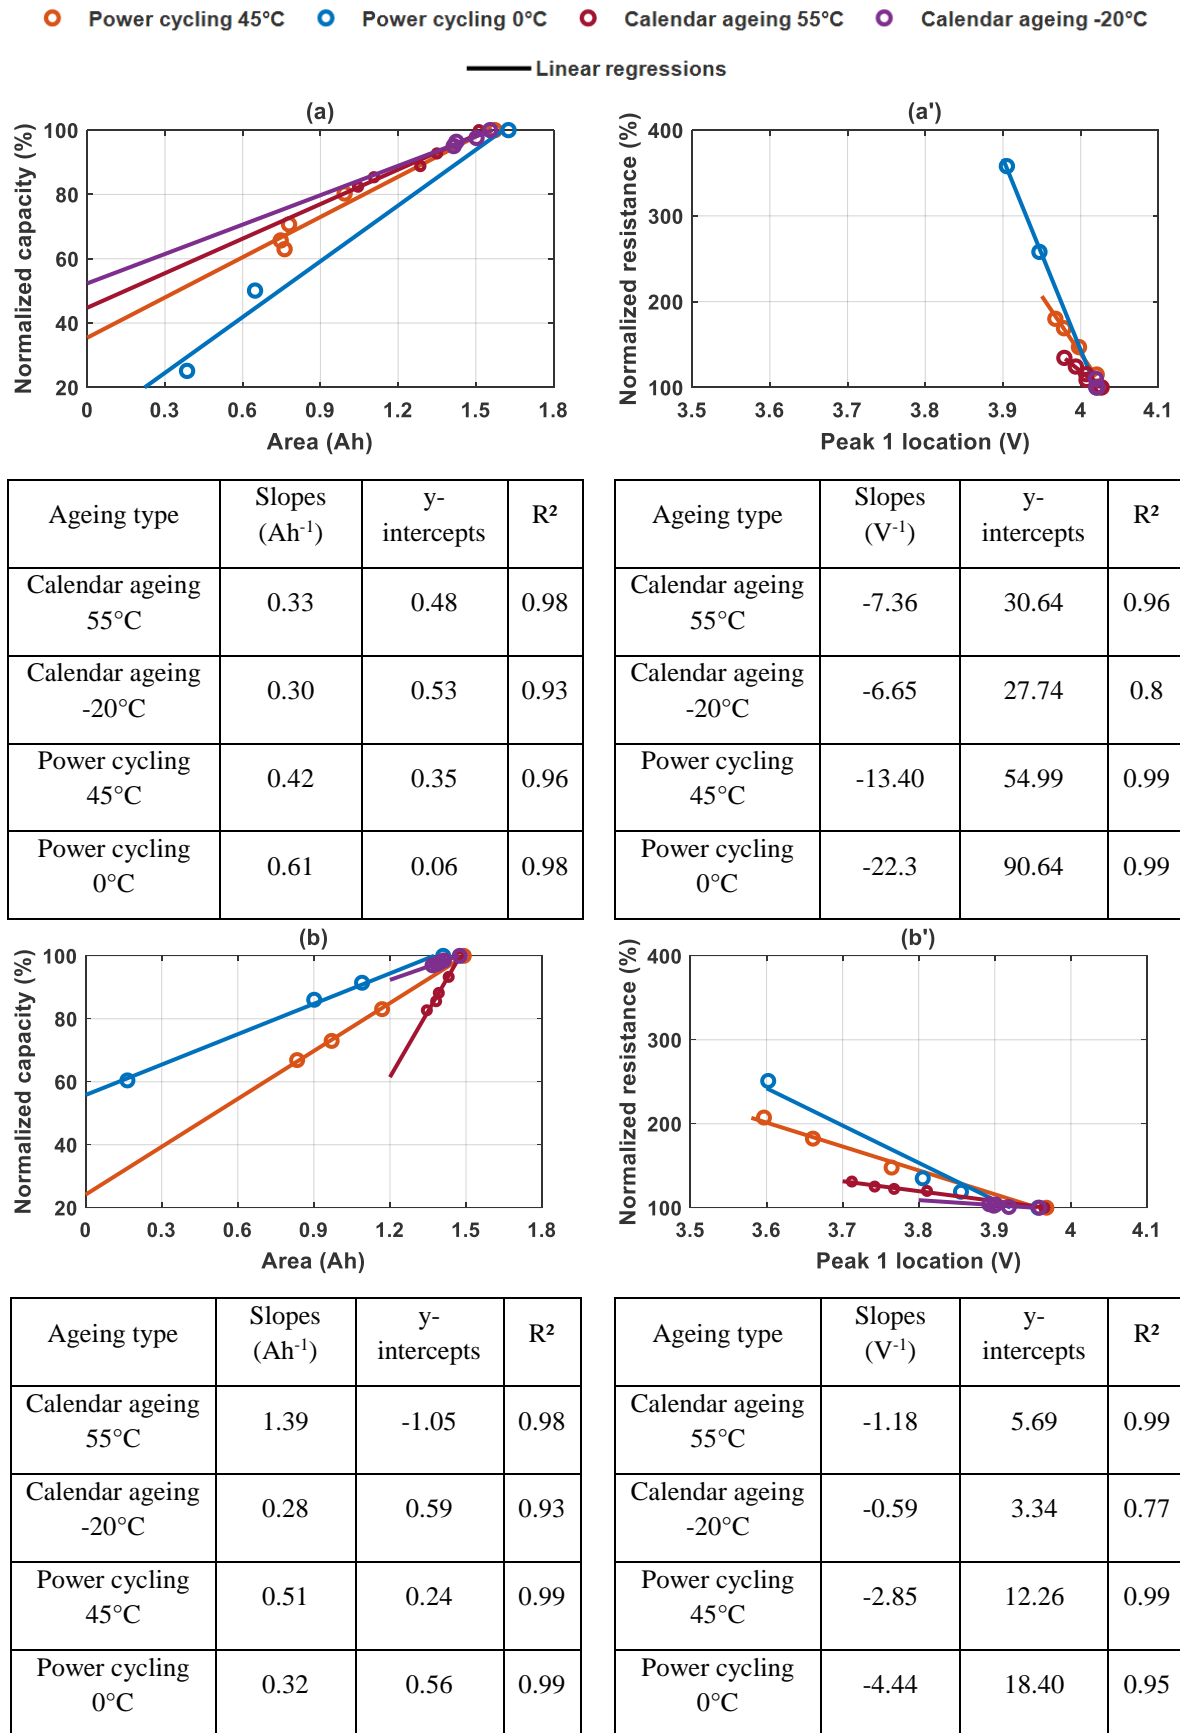 Power cycling 45°C Power cycling 0°C Calendar ageing 55°C Calendar ageing -20°C
Linear regressions
(a)
Normalized capacity (%)
100
80
60
40
20
0 0.3 0.6 0.9 1.2 1.5 1.8
Area (Ah)
(a')
Normalized resistance (%)
400
300
200
100
3.5 3.6 3.7 3.8 3.9 4 4.1
Peak 1 location (V)
Ageing type Slopes (Ah⁻¹) y-intercepts R²
Calendar ageing 55°C 0.33 0.48 0.98
Calendar ageing -20°C 0.30 0.53 0.93
Power cycling 45°C 0.42 0.35 0.96
Power cycling 0°C 0.61 0.06 0.98
Ageing type Slopes (V⁻¹) y-intercepts R²
Calendar ageing 55°C -7.36 30.64 0.96
Calendar ageing -20°C -6.65 27.74 0.8
Power cycling 45°C -13.40 54.99 0.99
Power cycling 0°C -22.3 90.64 0.99
(b)
Normalized capacity (%)
100
80
60
40
20
0 0.3 0.6 0.9 1.2 1.5 1.8
Area (Ah)
(b')
Normalized resistance (%)
400
300
200
100
3.5 3.6 3.7 3.8 3.9 4 4.1
Peak 1 location (V)
Ageing type Slopes (Ah⁻¹) y-intercepts R²
Calendar ageing 55°C 1.39 -1.05 0.98
Calendar ageing -20°C 0.28 0.59 0.93
Power cycling 45°C 0.51 0.24 0.99
Power cycling 0°C 0.32 0.56 0.99
Ageing type Slopes (V⁻¹) y-intercepts R²
Calendar ageing 55°C -1.18 5.69 0.99
Calendar ageing -20°C -0.59 3.34 0.77
Power cycling 45°C -2.85 12.26 0.99
Power cycling 0°C -4.44 18.40 0.95